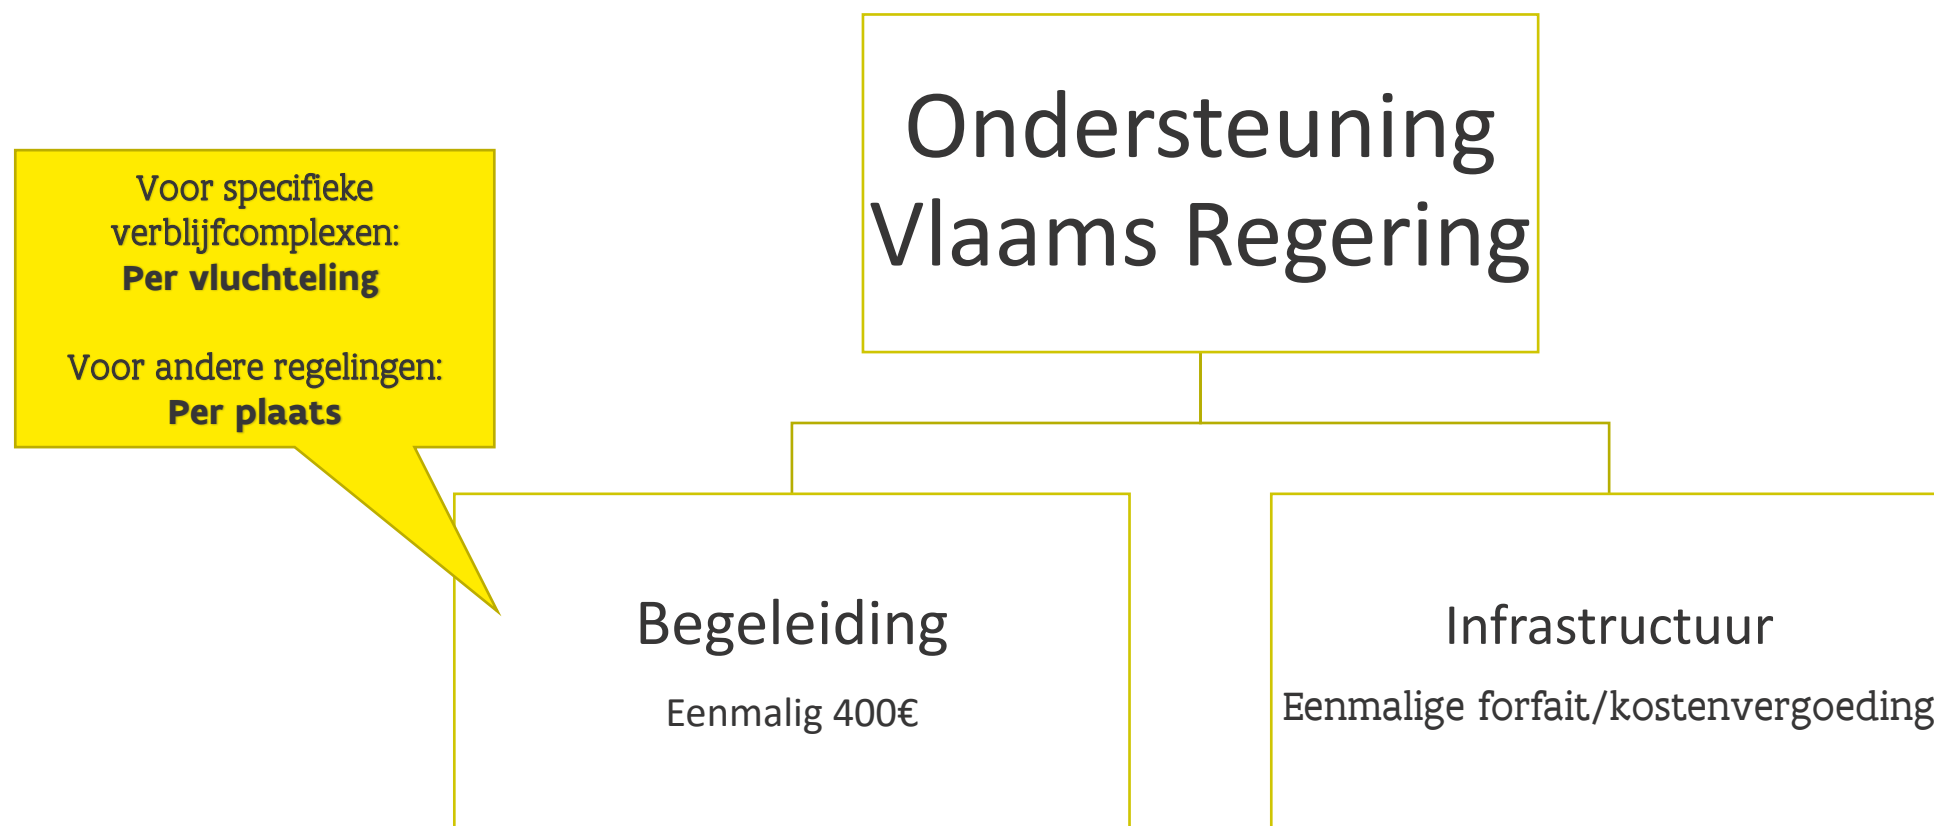 Ondersteuning
Vlaams Regering
Voor specifieke
verblijfcomplexen:
Per vluchteling
Voor andere regelingen:
Per plaats
Begeleiding
Eenmalig 400€
Infrastructuur
Eenmalige forfait/kostenvergoeding